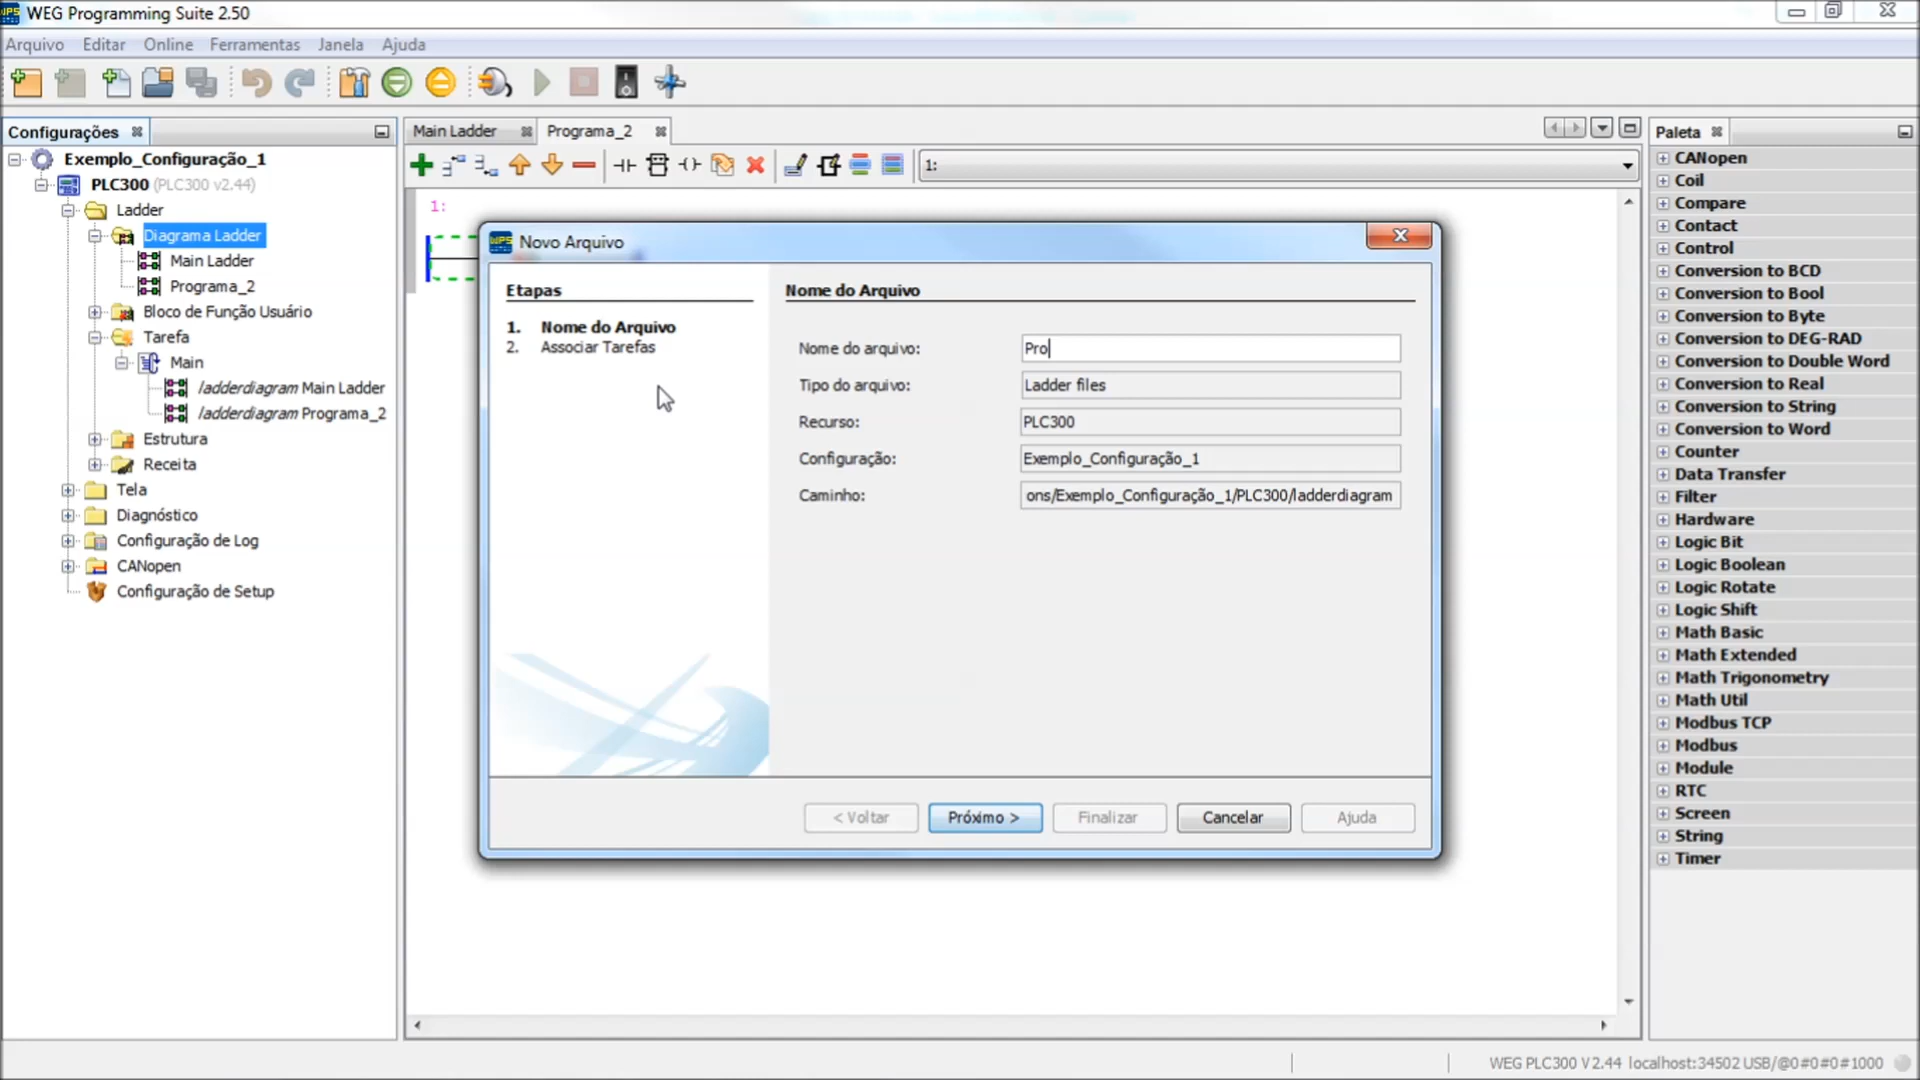 WEG Programming Suite 2.50
Arquivo Editar Online Ferramentas Janela Ajuda
Configurações
Exemplo_Configuração_1
PLC300 (PLC300 v2.44)
Ladder
Diagrama Ladder
Main Ladder
Programa_2
Bloco de Função Usuário
Tarefa
Main
ladderdiagram Main Ladder
ladderdiagram Programa_2
Estrutura
Receita
Tela
Diagnóstico
Configuração de Log
CANopen
Configuração de Setup
Main Ladder Programa_2
1:
1:
Novo Arquivo
Etapas
1. Nome do Arquivo
2. Associar Tarefas
Nome do Arquivo
Nome do arquivo: Pro
Tipo do arquivo: Ladder files
Recurso: PLC300
Configuração: Exemplo_Configuração_1
Caminho: ons/Exemplo_Configuração_1/PLC300/ladderdiagram
< Voltar Próximo > Finalizar Cancelar Ajuda
Paleta
CANopen
Coil
Compare
Contact
Control
Conversion to BCD
Conversion to Bool
Conversion to Byte
Conversion to DEG-RAD
Conversion to Double Word
Conversion to Real
Conversion to String
Conversion to Word
Counter
Data Transfer
Filter
Hardware
Logic Bit
Logic Boolean
Logic Rotate
Logic Shift
Math Basic
Math Extended
Math Trigonometry
Math Util
Modbus TCP
Modbus
Module
RTC
Screen
String
Timer
WEG PLC300 V2.44 localhost:34502 USB/@0#0#0#1000